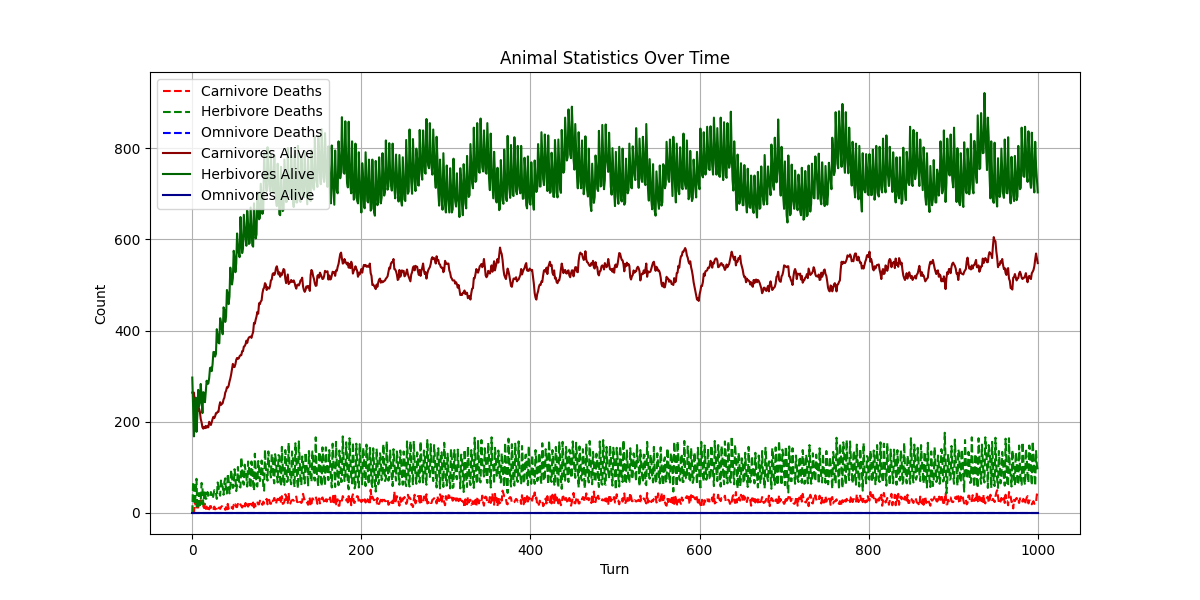 Animal Statistics Over Time
Carnivore Deaths
Herbivore Deaths
Omnivore Deaths
Carnivores Alive
Herbivores Alive
Omnivores Alive
Count
800
600
400
200
0
0 200 400 600 800 1000
Turn